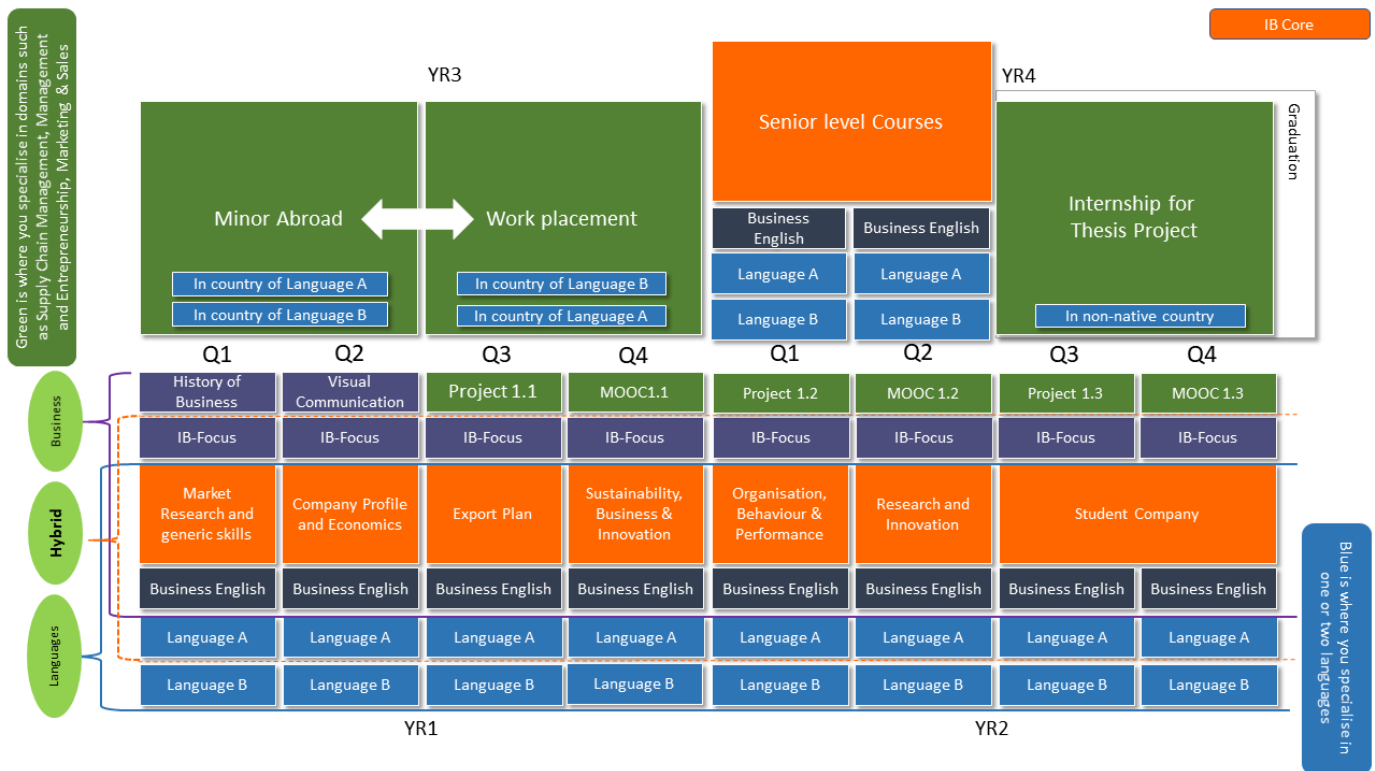 Green is where you specialise in domains such
as Supply Chain Management, Management
and Entrepreneurship, Marketing & Sales
IB Core
YR3
YR4
Senior level Courses
Graduation
Minor Abroad
Work placement
Internship for
Thesis Project
Business
English
Business English
In country of Language A
In country of Language B
In country of Language B
In country of Language A
Language A
Language A
Language B
Language B
In non-native country
Q1
Q2
Q3
Q4
Q1
Q2
Q3
Q4
Business
History of
Business
Visual
Communication
Project 1.1
MOOC1.1
Project 1.2
MOOC 1.2
Project 1.3
MOOC 1.3
IB-Focus
IB-Focus
IB-Focus
IB-Focus
IB-Focus
IB-Focus
IB-Focus
IB-Focus
Hybrid
Market
Research and
generic skills
Company Profile
and Economics
Export Plan
Sustainability,
Business &
Innovation
Organisation,
Behaviour &
Performance
Research and
Innovation
Student Company
Business English
Business English
Business English
Business English
Business English
Business English
Business English
Business English
Languages
Language A
Language A
Language A
Language A
Language A
Language A
Language A
Language A
Language B
Language B
Language B
Language B
Language B
Language B
Language B
Language B
YR1
YR2
Blue is where you specialise in
one or two languages